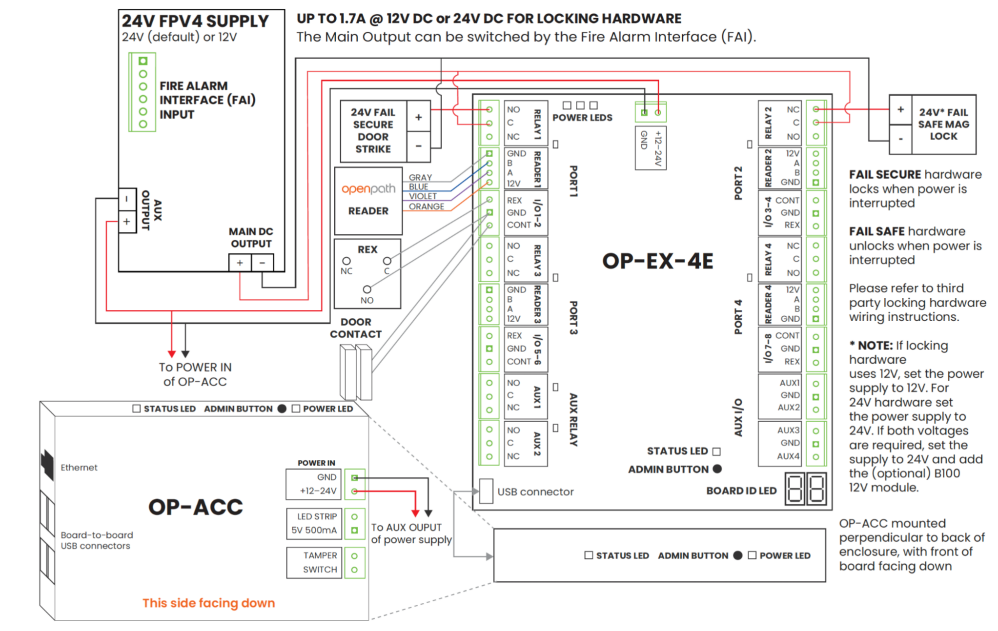 24V FPV4 SUPPLY
24V (default) or 12V
UP TO 1.7A @ 12V DC or 24V DC FOR LOCKING HARDWARE
The Main Output can be switched by the Fire Alarm Interface (FAI).
FIRE ALARM
INTERFACE (FAI)
INPUT
AUX
OUTPUT
-
+
MAIN DC
OUTPUT
+ -
To POWER IN
of OP-ACC
24V FAIL
SECURE
DOOR
STRIKE
+
-
openpath
READER
GRAY
BLUE
VIOLET
ORANGE
REX
NC
C
NO
DOOR
CONTACT
POWER LEDS
GND
+12-24V
OP-EX-4E
NO
C
NC
RELAY 1
GND
B
A
12V
READER 1
REX
GND
CONT
I/O 1-2
PORT 1
NO
C
NC
RELAY 3
GND
B
A
12V
READER 3
REX
GND
CONT
I/O 5-6
PORT 3
NO
C
NC
AUX 1
NO
C
NC
AUX 2
AUX RELAY
RELAY 2
NC
C
NO
READER 2
12V
A
B
GND
I/O 3-4
CONT
GND
REX
PORT 2
RELAY 4
NC
C
NO
READER 4
12V
A
B
GND
I/O 7-8
CONT
GND
REX
PORT 4
AUX1
GND
AUX2
AUX3
GND
AUX4
AUX I/O
STATUS LED
ADMIN BUTTON
BOARD ID LED
88
USB connector
+
-
24V* FAIL
SAFE MAG
LOCK
FAIL SECURE hardware
locks when power is
interrupted
FAIL SAFE hardware
unlocks when power is
interrupted
Please refer to third
party locking hardware
wiring instructions.
* NOTE: If locking
hardware
uses 12V, set the power
supply to 12V. For
24V hardware set
the power supply to
24V. If both voltages
are required, set the
supply to 24V and add
the (optional) B100
12V module.
OP-ACC mounted
perpendicular to back of
enclosure, with front of
board facing down
STATUS LED ADMIN BUTTON POWER LED
Ethernet
Board-to-board
USB connectors
OP-ACC
POWER IN
GND
+12-24V
LED STRIP
5V 500mA
TAMPER
SWITCH
To AUX OUPUT
of power supply
This side facing down
STATUS LED ADMIN BUTTON POWER LED